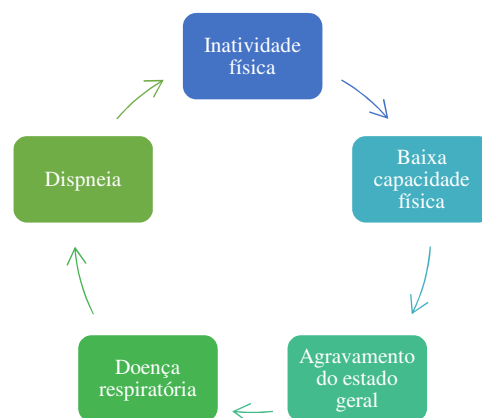 Inatividade
física
Baixa
capacidade
física
Agravamento
do estado
geral
Doença
respiratória
Dispneia